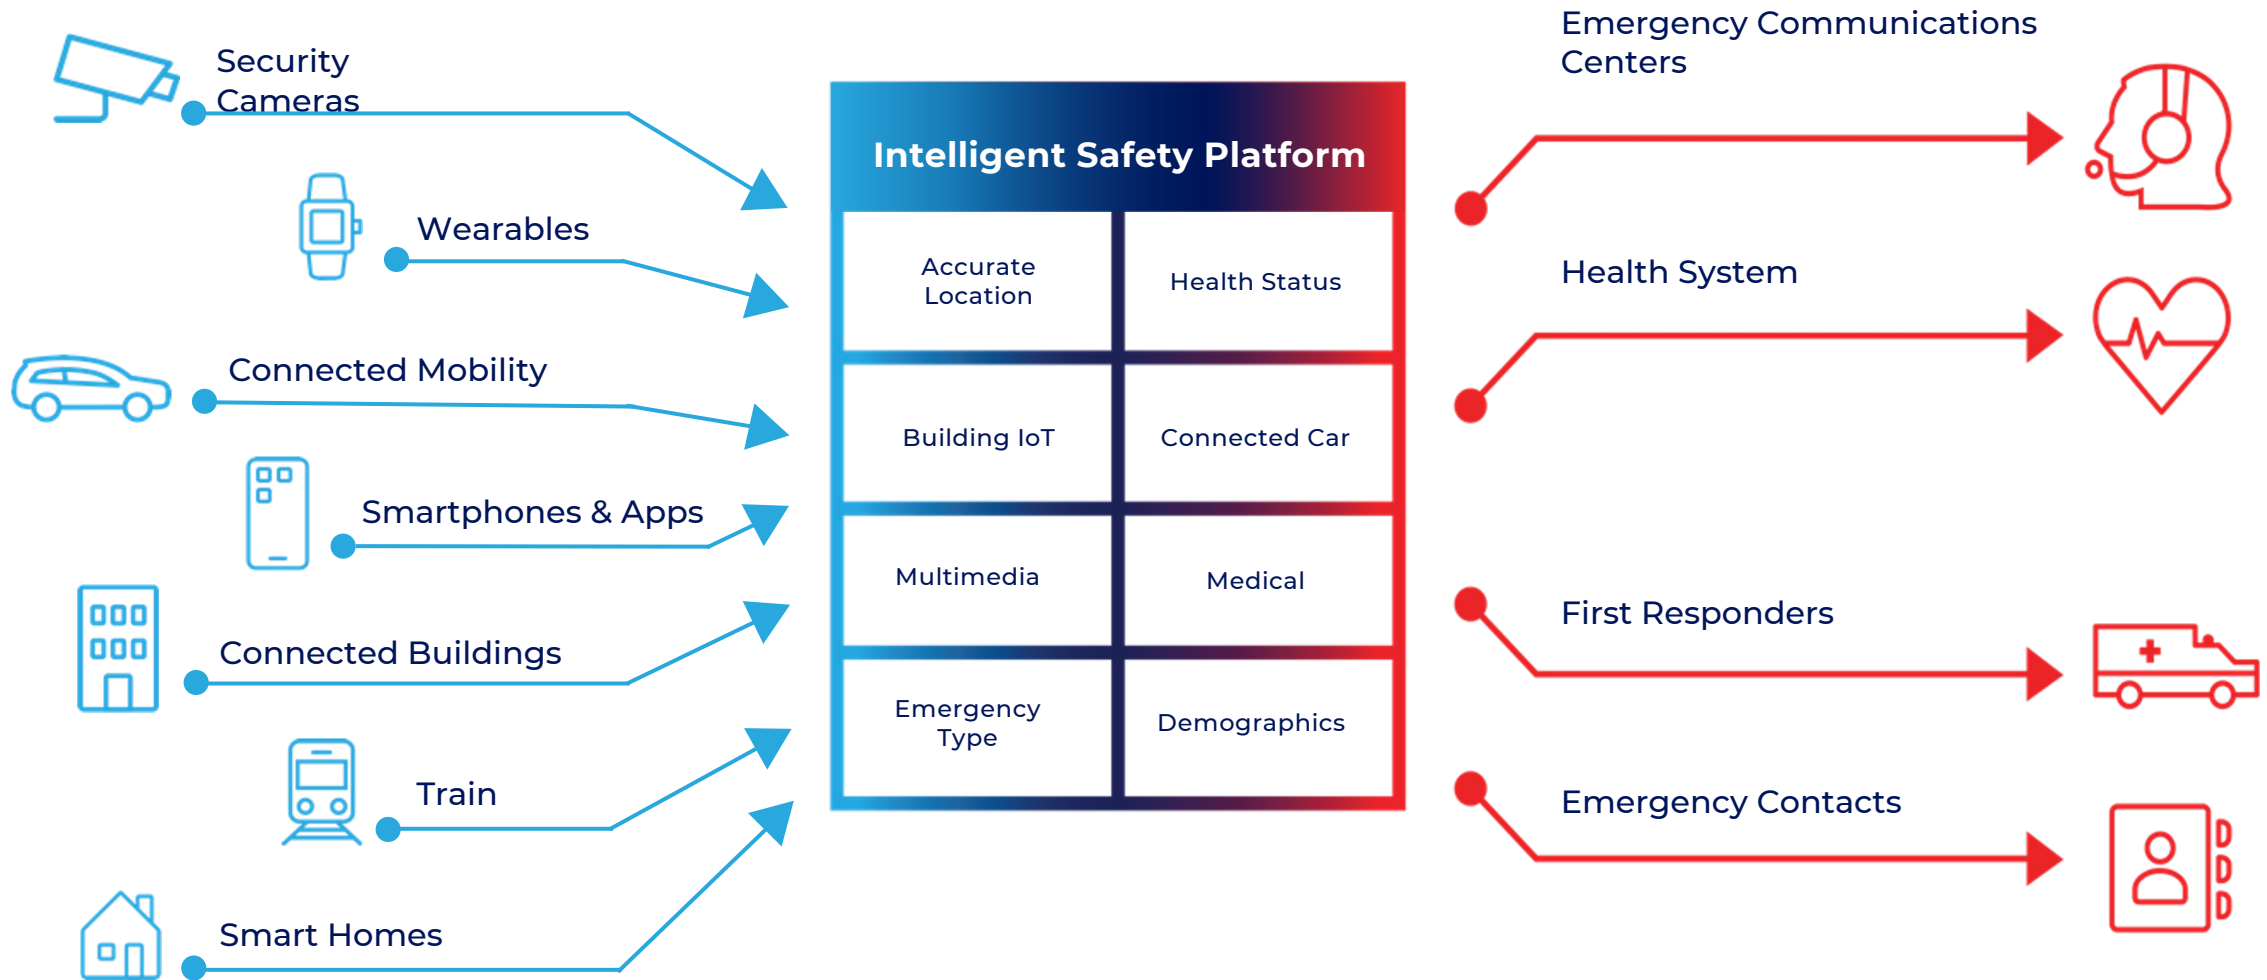 Security
Cameras
Wearables
Connected Mobility
Smartphones & Apps
Connected Buildings
Train
Smart Homes
Intelligent Safety Platform
Accurate
Location
Health Status
Building IoT
Connected Car
Multimedia
Medical
Emergency
Type
Demographics
Emergency Communications
Centers
Health System
First Responders
Emergency Contacts